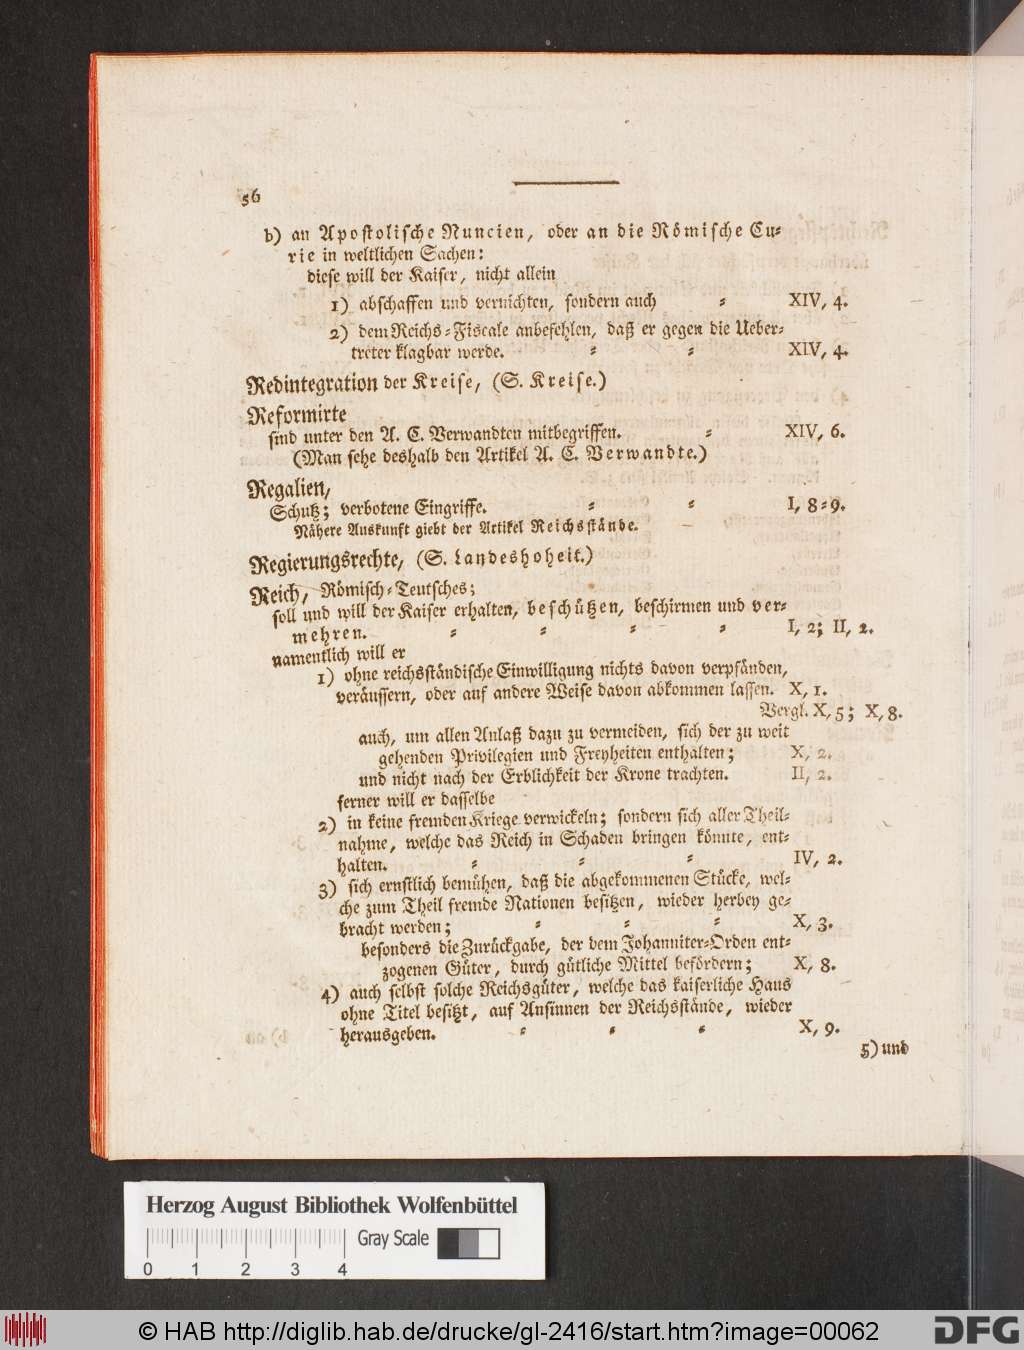 56
b) an Apostolische Nuncien, oder an die Römische Cu-
rie in weltlichen Sachen:
diese will der Kaiser, nicht allein
1) abschaffen und vernichten, sondern auch = XIV, 4.
2) dem Reichs=Fiscale anbefehlen, daß er gegen die Ueber=
treter klagbar werde. = = XIV, 4.
Redintegration der Kreise, (S. Kreise.)
Reformirte
sind unter den A. C. Verwandten mitbegriffen. = XIV, 6.
(Man sehe deshalb den Artikel A. C. Verwandte.)
Regalien,
Schutz; verbotene Eingriffe. = = I, 8=9.
Nähere Auskunft giebt der Artikel Reichsstände.
Regierungsrechte, (S. Landeshoheit.)
Reich, Römisch=Teutsches;
soll und will der Kaiser erhalten, beschützen, beschirmen und ver=
mehren. = = = = I, 2; II, 2.
namentlich will er
1) ohne reichsständische Einwilligung nichts davon verpfänden,
veräussern, oder auf andere Weise davon abkommen lassen. X, 1.
Vergl. X, 5; X, 8.
auch, um allen Anlaß dazu zu vermeiden, sich der zu weit
gehenden Privilegien und Freyheiten enthalten; X, 2.
und nicht nach der Erblichkeit der Krone trachten. II, 2.
ferner will er dasselbe
2) in keine fremden Kriege verwickeln; sondern sich aller Theil=
nahme, welche das Reich in Schaden bringen könnte, ent=
halten. = = = IV, 2.
3) sich ernstlich bemühen, daß die abgekommenen Stücke, wel=
che zum Theil fremde Nationen besitzen, wieder herbey ge=
bracht werden; = = = X, 3.
besonders die Zurückgabe, der dem Johanniter=Orden ent=
zogenen Güter, durch gütliche Mittel befördern; X, 8.
4) auch selbst solche Reichsgüter, welche das kaiserliche Haus
ohne Titel besitzt, auf Ansinnen der Reichsstände, wieder
herausgeben. = = = X, 9.
5) und
Herzog August Bibliothek Wolfenbüttel
Gray Scale
0 1 2 3 4
© HAB http://diglib.hab.de/drucke/gl-2416/start.htm?image=00062
DFG